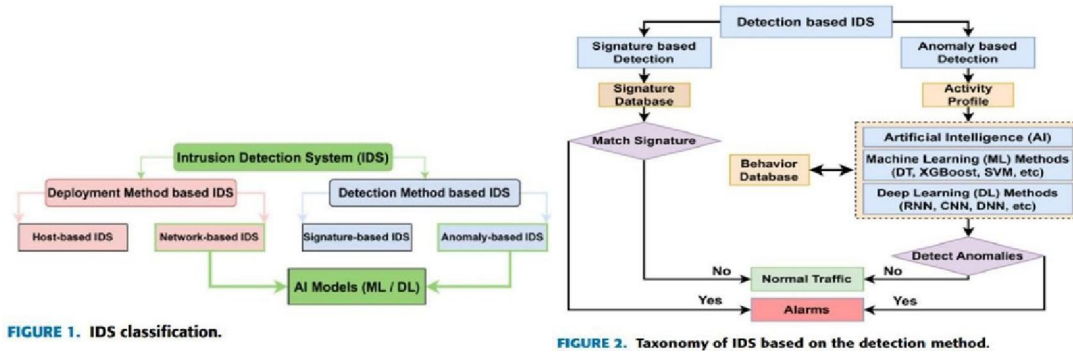 Intrusion Detection System (IDS)
Deployment Method based IDS
Detection Method based IDS
Host-based IDS
Network-based IDS
Signature-based IDS
Anomaly-based IDS
AI Models (ML / DL)
FIGURE 1. IDS classification.
Detection based IDS
Signature based
Detection
Anomaly based
Detection
Signature
Database
Activity
Profile
Match Signature
Artificial Intelligence (AI)
Machine Learning (ML) Methods
(DT, XGBoost, SVM, etc)
Behavior
Database
Deep Learning (DL) Methods
(RNN, CNN, DNN, etc)
Detect Anomalies
No
Normal Traffic
No
Yes
Alarms
Yes
FIGURE 2. Taxonomy of IDS based on the detection method.